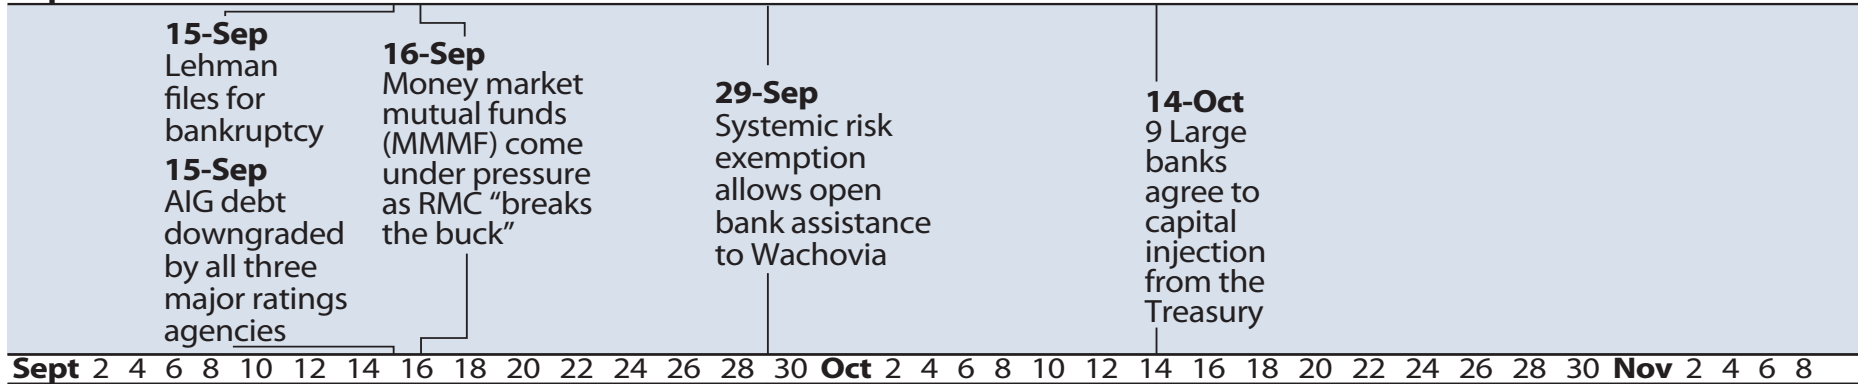 15-Sep
Lehman
files for
bankruptcy
15-Sep
AIG debt
downgraded
by all three
major ratings
agencies
16-Sep
Money market
mutual funds
(MMMF) come
under pressure
as RMC “breaks
the buck”
29-Sep
Systemic risk
exemption
allows open
bank assistance
to Wachovia
14-Oct
9 Large
banks
agree to
capital
injection
from the
Treasury
Sept 2 4 6 8 10 12 14 16 18 20 22 24 26 28 30 Oct 2 4 6 8 10 12 14 16 18 20 22 24 26 28 30 Nov 2 4 6 8